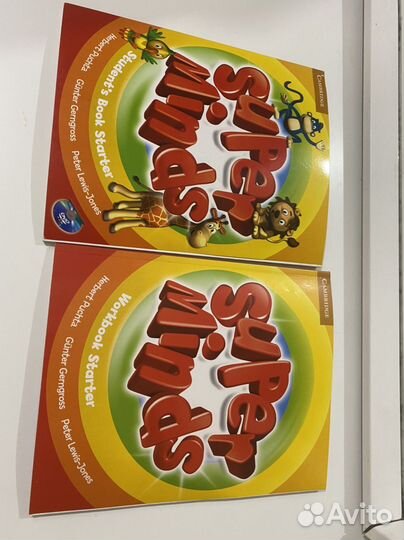 CAMBRIDGE
SUPER
MiNDS
Student's Book Starter
Herbert Puchta Günter Gerngross Peter Lewis-Jones
CAMBRIDGE
SUPER
MiNDS
Workbook Starter
Herbert Puchta Günter Gerngross Peter Lewis-Jones
Avito